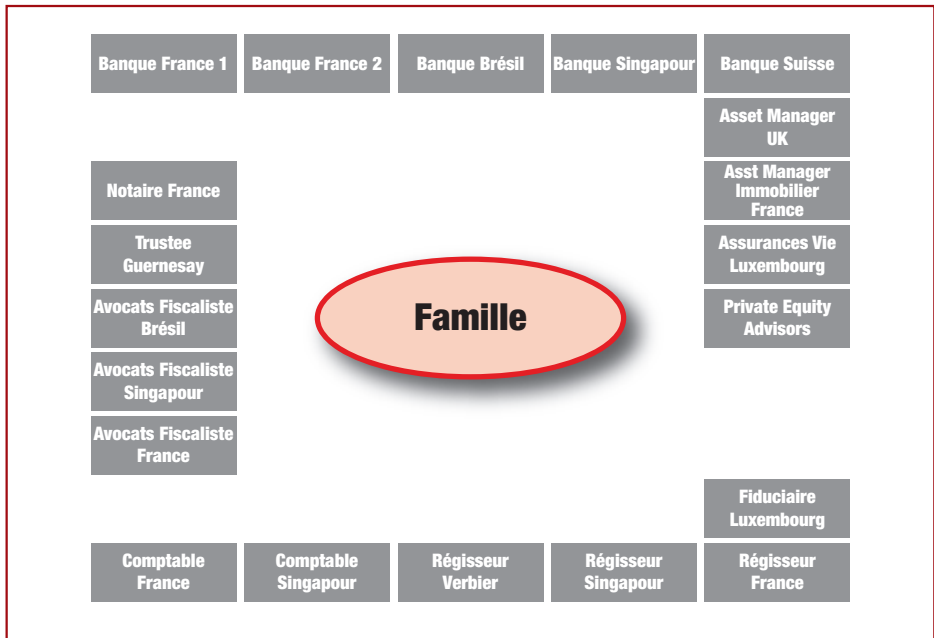 Banque France 1
Banque France 2
Banque Brésil
Banque Singapour
Banque Suisse
Asset Manager
UK
Notaire France
Asst Manager
Immobilier
France
Trustee
Guernesay
Assurances Vie
Luxembourg
Famille
Avocats Fiscaliste
Brésil
Private Equity
Advisors
Avocats Fiscaliste
Singapour
Avocats Fiscaliste
France
Fiduciaire
Luxembourg
Comptable
France
Comptable
Singapour
Régisseur
Verbier
Régisseur
Singapour
Régisseur
France